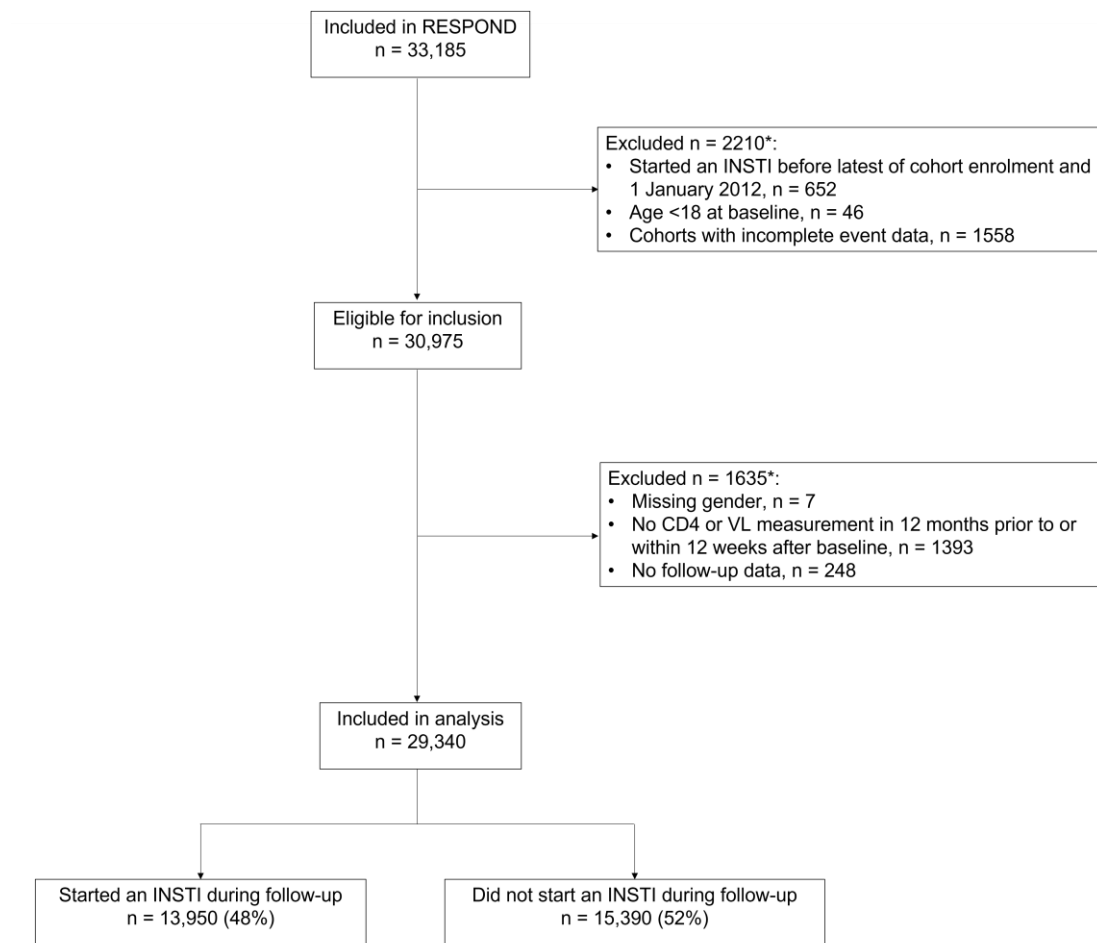 Included in RESPOND
n = 33,185
Excluded n = 2210*:
• Started an INSTI before latest of cohort enrolment and
1 January 2012, n = 652
• Age <18 at baseline, n = 46
• Cohorts with incomplete event data, n = 1558
Eligible for inclusion
n = 30,975
Excluded n = 1635*:
• Missing gender, n = 7
• No CD4 or VL measurement in 12 months prior to or
within 12 weeks after baseline, n = 1393
• No follow-up data, n = 248
Included in analysis
n = 29,340
Started an INSTI during follow-up
n = 13,950 (48%)
Did not start an INSTI during follow-up
n = 15,390 (52%)